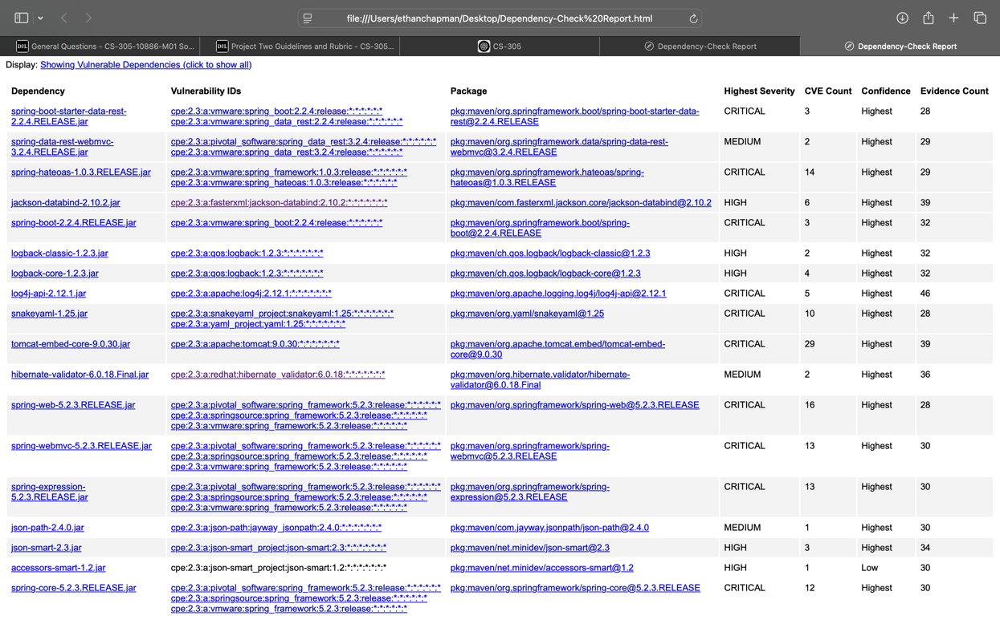 file:///Users/ethanchapman/Desktop/Dependency-Check%20Report.html
D2L General Questions - CS-305-10886-M01 So...
D2L Project Two Guidelines and Rubric - CS-305...
CS-305
Dependency-Check Report
Dependency-Check Report
Display: Showing Vulnerable Dependencies (click to show all)
Dependency Vulnerability IDs Package Highest Severity CVE Count Confidence Evidence Count
spring-boot-starter-data-rest- cpe:2.3:a:vmware:spring_boot:2.2.4:release:*:*:*:*:*:* pkg:maven/org.springframework.boot/spring-boot-starter-data- CRITICAL 3 Highest 28
2.2.4.RELEASE.jar cpe:2.3:a:vmware:spring_data_rest:2.2.4:release:*:*:*:*:*:* rest@2.2.4.RELEASE
spring-data-rest-webmvc- cpe:2.3:a:pivotal_software:spring_data_rest:3.2.4:release:*:*:*:*:*:* pkg:maven/org.springframework.data/spring-data-rest- MEDIUM 2 Highest 29
3.2.4.RELEASE.jar cpe:2.3:a:vmware:spring_data_rest:3.2.4:release:*:*:*:*:*:* webmvc@3.2.4.RELEASE
spring-hateoas-1.0.3.RELEASE.jar cpe:2.3:a:vmware:spring_framework:1.0.3:release:*:*:*:*:*:* pkg:maven/org.springframework.hateoas/spring- CRITICAL 14 Highest 29
cpe:2.3:a:vmware:spring_hateoas:1.0.3:release:*:*:*:*:*:* hateoas@1.0.3.RELEASE
jackson-databind-2.10.2.jar cpe:2.3:a:fasterxml:jackson-databind:2.10.2:*:*:*:*:*:*:* pkg:maven/com.fasterxml.jackson.core/jackson-databind@2.10.2 HIGH 6 Highest 39
spring-boot-2.2.4.RELEASE.jar cpe:2.3:a:vmware:spring_boot:2.2.4:release:*:*:*:*:*:* pkg:maven/org.springframework.boot/spring- CRITICAL 3 Highest 32
boot@2.2.4.RELEASE
logback-classic-1.2.3.jar cpe:2.3:a:qos:logback:1.2.3:*:*:*:*:*:*:* pkg:maven/ch.qos.logback/logback-classic@1.2.3 HIGH 2 Highest 32
logback-core-1.2.3.jar cpe:2.3:a:qos:logback:1.2.3:*:*:*:*:*:*:* pkg:maven/ch.qos.logback/logback-core@1.2.3 HIGH 4 Highest 32
log4j-api-2.12.1.jar cpe:2.3:a:apache:log4j:2.12.1:*:*:*:*:*:*:* pkg:maven/org.apache.logging.log4j/log4j-api@2.12.1 CRITICAL 5 Highest 46
snakeyaml-1.25.jar cpe:2.3:a:snakeyaml_project:snakeyaml:1.25:*:*:*:*:*:*:* pkg:maven/org.yaml/snakeyaml@1.25 CRITICAL 10 Highest 28
cpe:2.3:a:yaml_project:yaml:1.25:*:*:*:*:*:*:*
tomcat-embed-core-9.0.30.jar cpe:2.3:a:apache:tomcat:9.0.30:*:*:*:*:*:*:* pkg:maven/org.apache.tomcat.embed/tomcat-embed- CRITICAL 29 Highest 39
core@9.0.30
hibernate-validator-6.0.18.Final.jar cpe:2.3:a:redhat:hibernate_validator:6.0.18:*:*:*:*:*:*:* pkg:maven/org.hibernate.validator/hibernate- MEDIUM 2 Highest 36
validator@6.0.18.Final
spring-web-5.2.3.RELEASE.jar cpe:2.3:a:pivotal_software:spring_framework:5.2.3:release:*:*:*:*:*:* pkg:maven/org.springframework/spring-web@5.2.3.RELEASE CRITICAL 16 Highest 28
cpe:2.3:a:springsource:spring_framework:5.2.3:release:*:*:*:*:*:*
cpe:2.3:a:vmware:spring_framework:5.2.3:release:*:*:*:*:*:*
spring-webmvc-5.2.3.RELEASE.jar cpe:2.3:a:pivotal_software:spring_framework:5.2.3:release:*:*:*:*:*:* pkg:maven/org.springframework/spring- CRITICAL 13 Highest 30
cpe:2.3:a:springsource:spring_framework:5.2.3:release:*:*:*:*:*:* webmvc@5.2.3.RELEASE
cpe:2.3:a:vmware:spring_framework:5.2.3:release:*:*:*:*:*:*
spring-expression- cpe:2.3:a:pivotal_software:spring_framework:5.2.3:release:*:*:*:*:*:* pkg:maven/org.springframework/spring- CRITICAL 13 Highest 30
5.2.3.RELEASE.jar cpe:2.3:a:springsource:spring_framework:5.2.3:release:*:*:*:*:*:* expression@5.2.3.RELEASE
cpe:2.3:a:vmware:spring_framework:5.2.3:release:*:*:*:*:*:*
json-path-2.4.0.jar cpe:2.3:a:json-path:jayway_jsonpath:2.4.0:*:*:*:*:*:*:* pkg:maven/com.jayway.jsonpath/json-path@2.4.0 MEDIUM 1 Highest 30
json-smart-2.3.jar cpe:2.3:a:json-smart_project:json-smart:2.3:*:*:*:*:*:*:* pkg:maven/net.minidev/json-smart@2.3 HIGH 3 Highest 34
accessors-smart-1.2.jar cpe:2.3:a:json-smart_project:json-smart:1.2:*:*:*:*:*:*:* pkg:maven/net.minidev/accessors-smart@1.2 HIGH 1 Low 30
spring-core-5.2.3.RELEASE.jar cpe:2.3:a:pivotal_software:spring_framework:5.2.3:release:*:*:*:*:*:* pkg:maven/org.springframework/spring-core@5.2.3.RELEASE CRITICAL 12 Highest 30
cpe:2.3:a:springsource:spring_framework:5.2.3:release:*:*:*:*:*:*
cpe:2.3:a:vmware:spring_framework:5.2.3:release:*:*:*:*:*:*